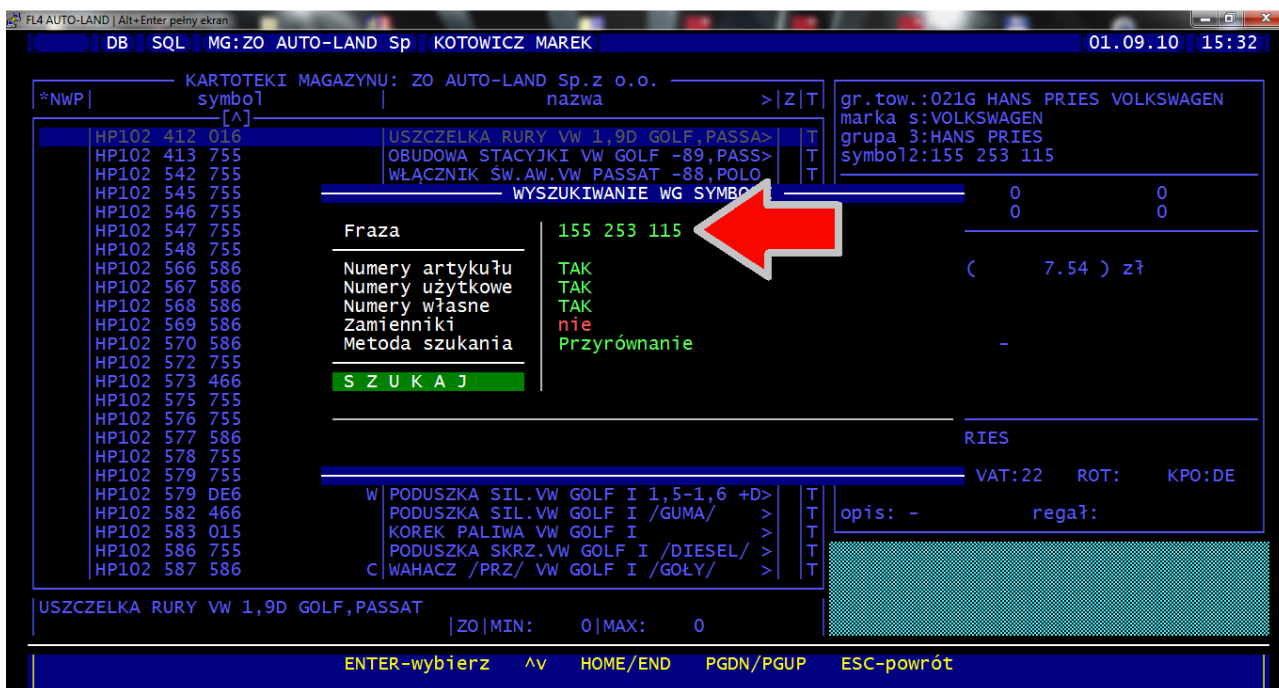 FL4 AUTO-LAND | Alt+Enter pełny ekran
DB SQL MG:ZO AUTO-LAND Sp KOTOWICZ MAREK 01.09.10 15:32
KARTOTEKI MAGAZYNU: ZO AUTO-LAND Sp.z o.o.
*NWP| symbol | nazwa >|Z|T
[^]
HP102 412 016 |USZCZELKA RURY VW 1,9D GOLF,PASSA>| |T
HP102 413 755 |OBUDOWA STACYJKI VW GOLF -89,PASS>| |T
HP102 542 755 |WŁĄCZNIK ŚW.AW.VW PASSAT -88,POLO | |T
HP102 545 755
HP102 546 755
HP102 547 755
HP102 548 755
HP102 566 586
HP102 567 586
HP102 568 586
HP102 569 586
HP102 570 586
HP102 572 755
HP102 573 466
HP102 575 755
HP102 576 755
HP102 577 586
HP102 578 755
HP102 579 755
HP102 579 DE6 W|PODUSZKA SIL.VW GOLF I 1,5-1,6 +D>| |T
HP102 582 466 |PODUSZKA SIL.VW GOLF I /GUMA/ >| |T
HP102 583 015 |KOREK PALIWA VW GOLF I >| |T
HP102 586 755 |PODUSZKA SKRZ.VW GOLF I /DIESEL/ >| |T
HP102 587 586 C|WAHACZ /PRZ/ VW GOLF I /GOŁY/ >| |T
WYSZUKIWANIE WG
Fraza 155 253 115
Numery artykułu TAK
Numery użytkowe TAK
Numery własne TAK
Zamienniki nie
Metoda szukania Przyrównanie
S Z U K A J
gr.tow.:021G HANS PRIES VOLKSWAGEN
marka s:VOLKSWAGEN
grupa 3:HANS PRIES
symbol2:155 253 115
0 0
0 0
( 7.54 ) zł
-
RIES
VAT:22 ROT: KPO:DE
opis: - regał:
USZCZELKA RURY VW 1,9D GOLF,PASSAT
|ZO|MIN: 0|MAX: 0
ENTER-wybierz ^v HOME/END PGDN/PGUP ESC-powrót